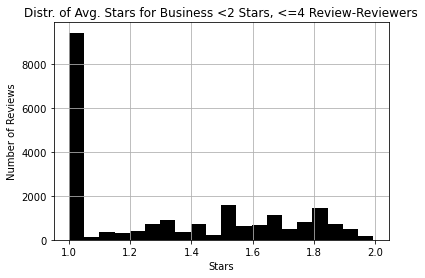 Distr. of Avg. Stars for Business <2 Stars, <=4 Review-Reviewers
Number of Reviews
8000
6000
4000
2000
0
1.0 1.2 1.4 1.6 1.8 2.0
Stars